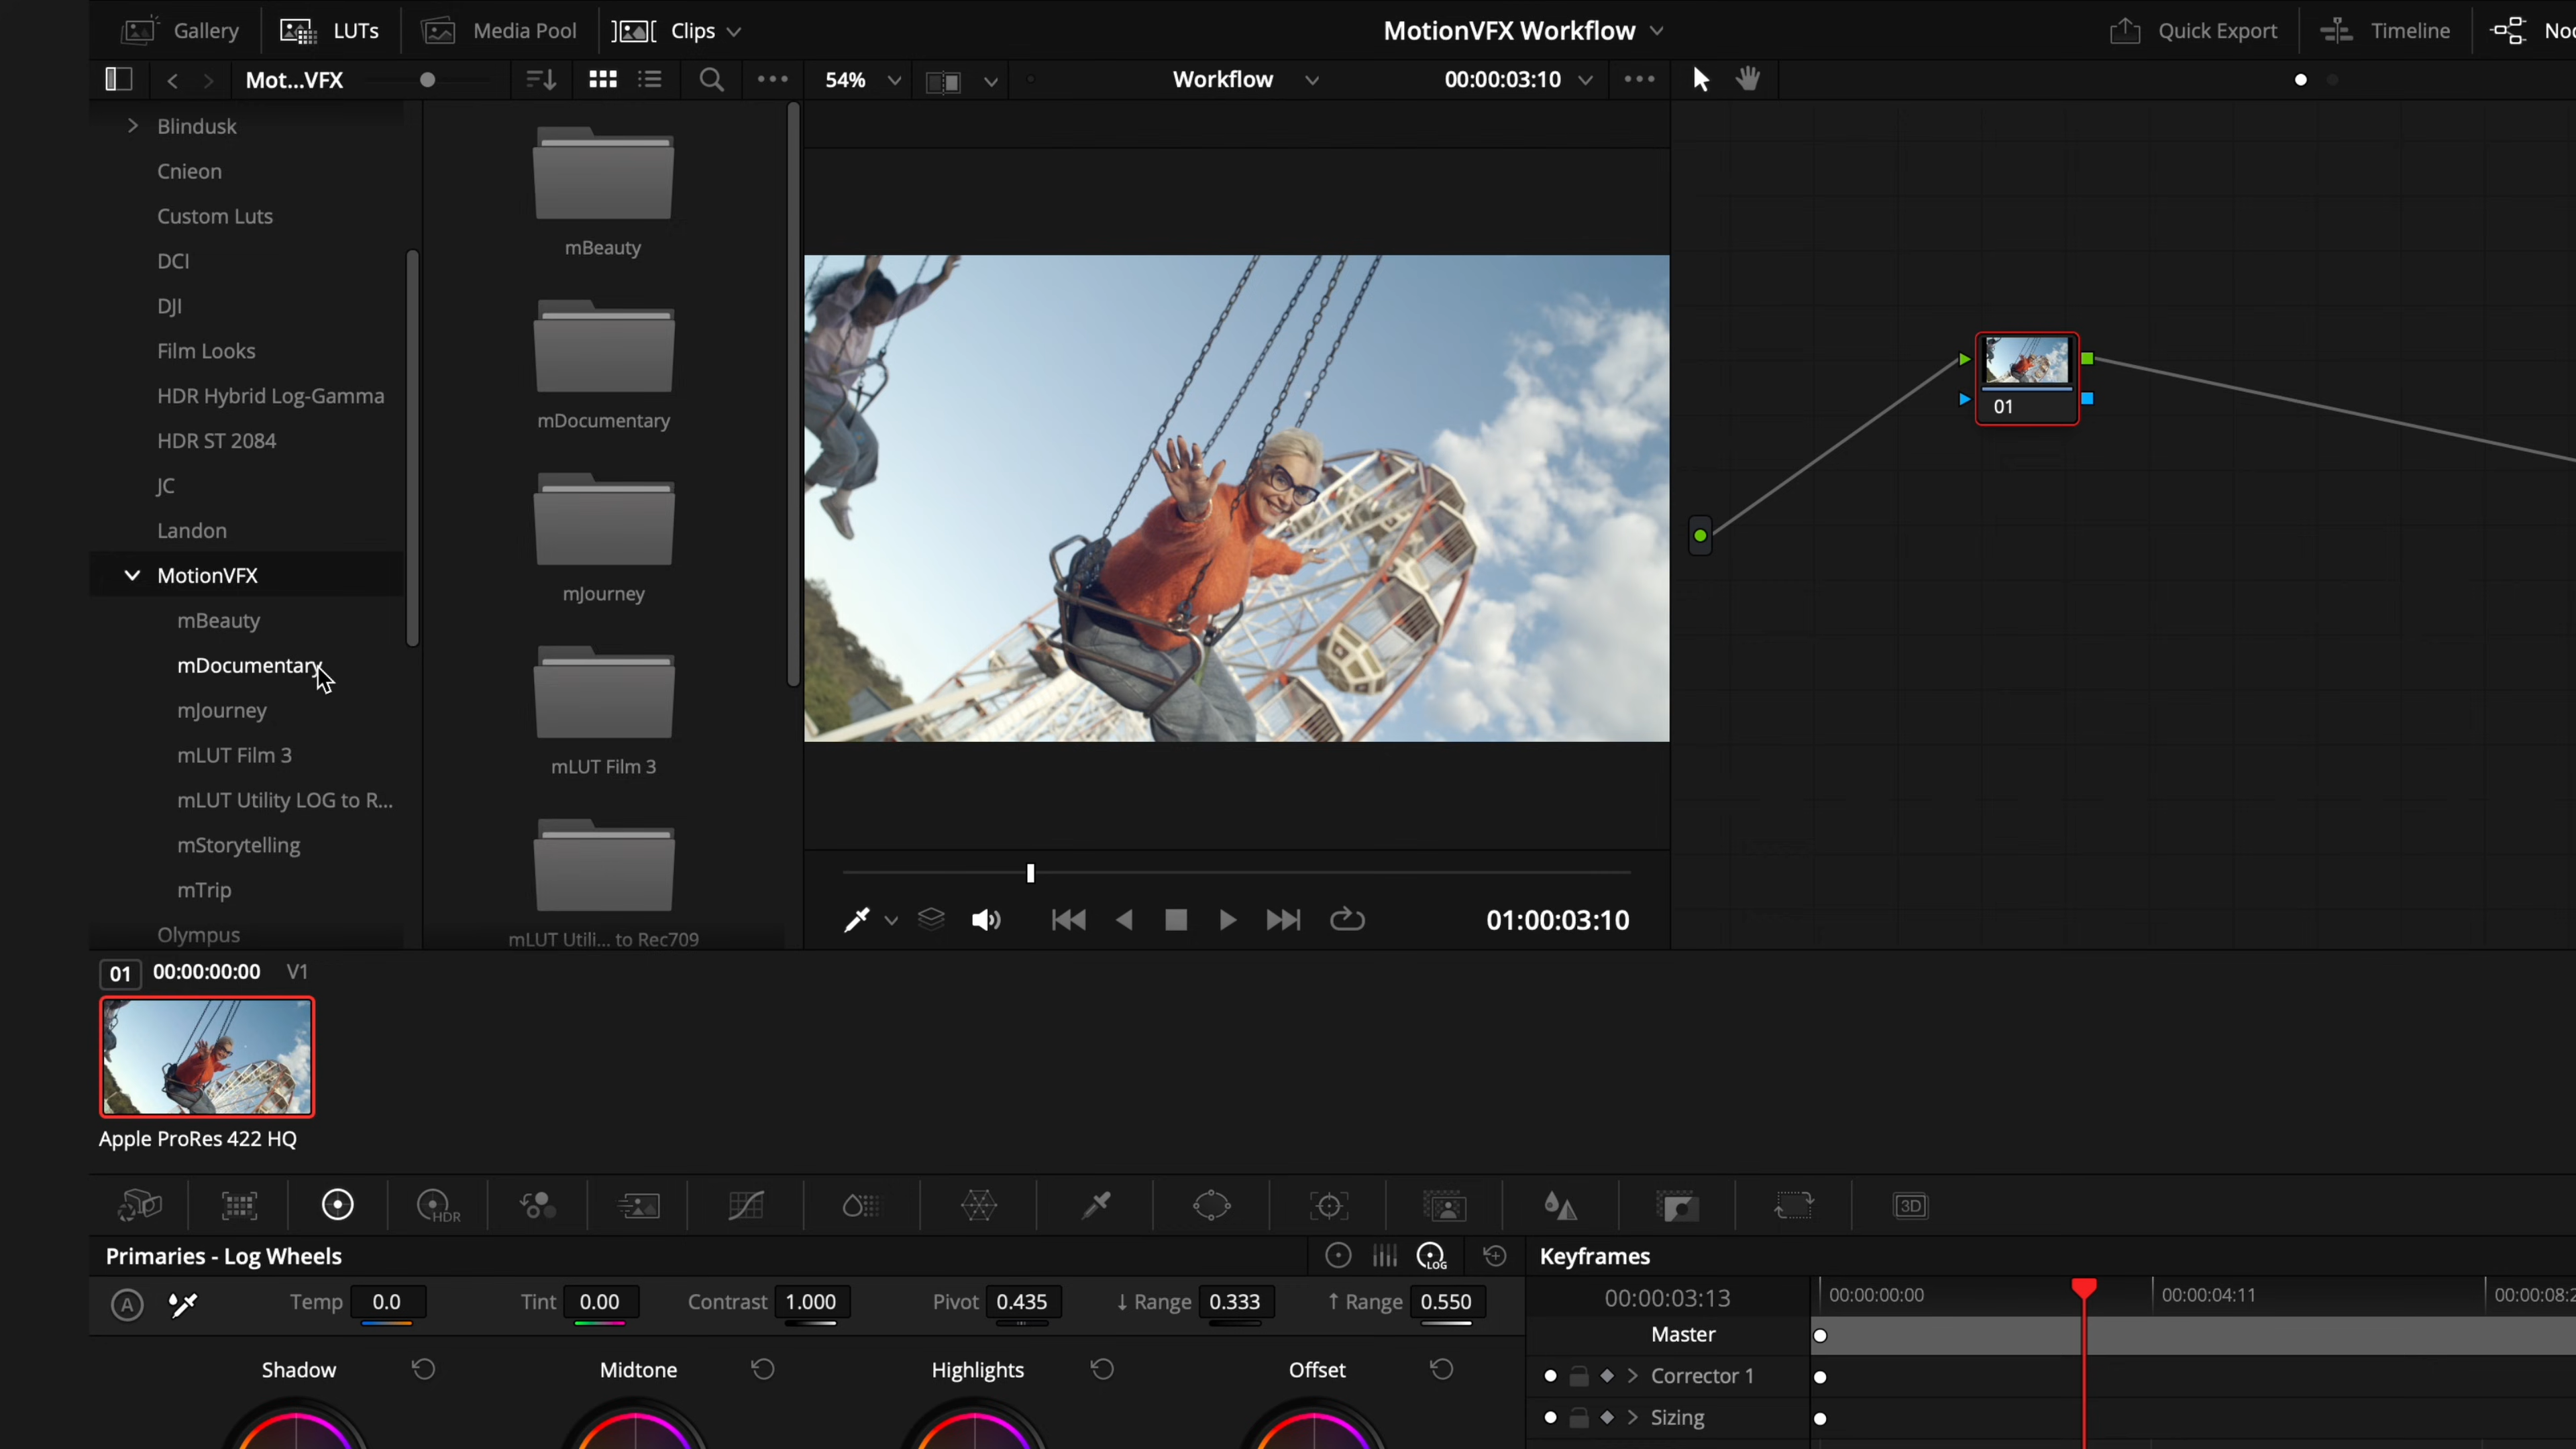 Gallery
LUTs
Media Pool
Clips
MotionVFX Workflow
Quick Export
Timeline
Mot...VFX
54%
Workflow
00:00:03:10
Blindusk
Cnieon
Custom Luts
DCI
DJI
Film Looks
HDR Hybrid Log-Gamma
HDR ST 2084
JC
Landon
MotionVFX
mBeauty
mDocumentary
mJourney
mLUT Film 3
mLUT Utility LOG to R...
mStorytelling
mTrip
Olympus
mBeauty
mDocumentary
mJourney
mLUT Film 3
mLUT Utili... to Rec709
01
01:00:03:10
01 00:00:00:00 V1
Apple ProRes 422 HQ
HDR
3D
Primaries - Log Wheels
LOG
Keyframes
A
Temp 0.0
Tint 0.00
Contrast 1.000
Pivot 0.435
↓ Range 0.333
↑ Range 0.550
00:00:03:13
00:00:00:00
00:00:04:11
Master
Shadow
Midtone
Highlights
Offset
Corrector 1
Sizing